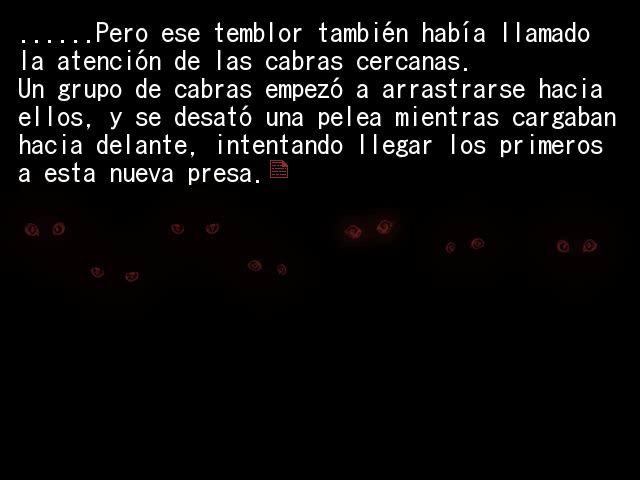 ......Pero ese temblor también había llamado
la atención de las cabras cercanas.
Un grupo de cabras empezó a arrastrarse hacia
ellos, y se desató una pelea mientras cargaban
hacia delante, intentando llegar los primeros
a esta nueva presa.